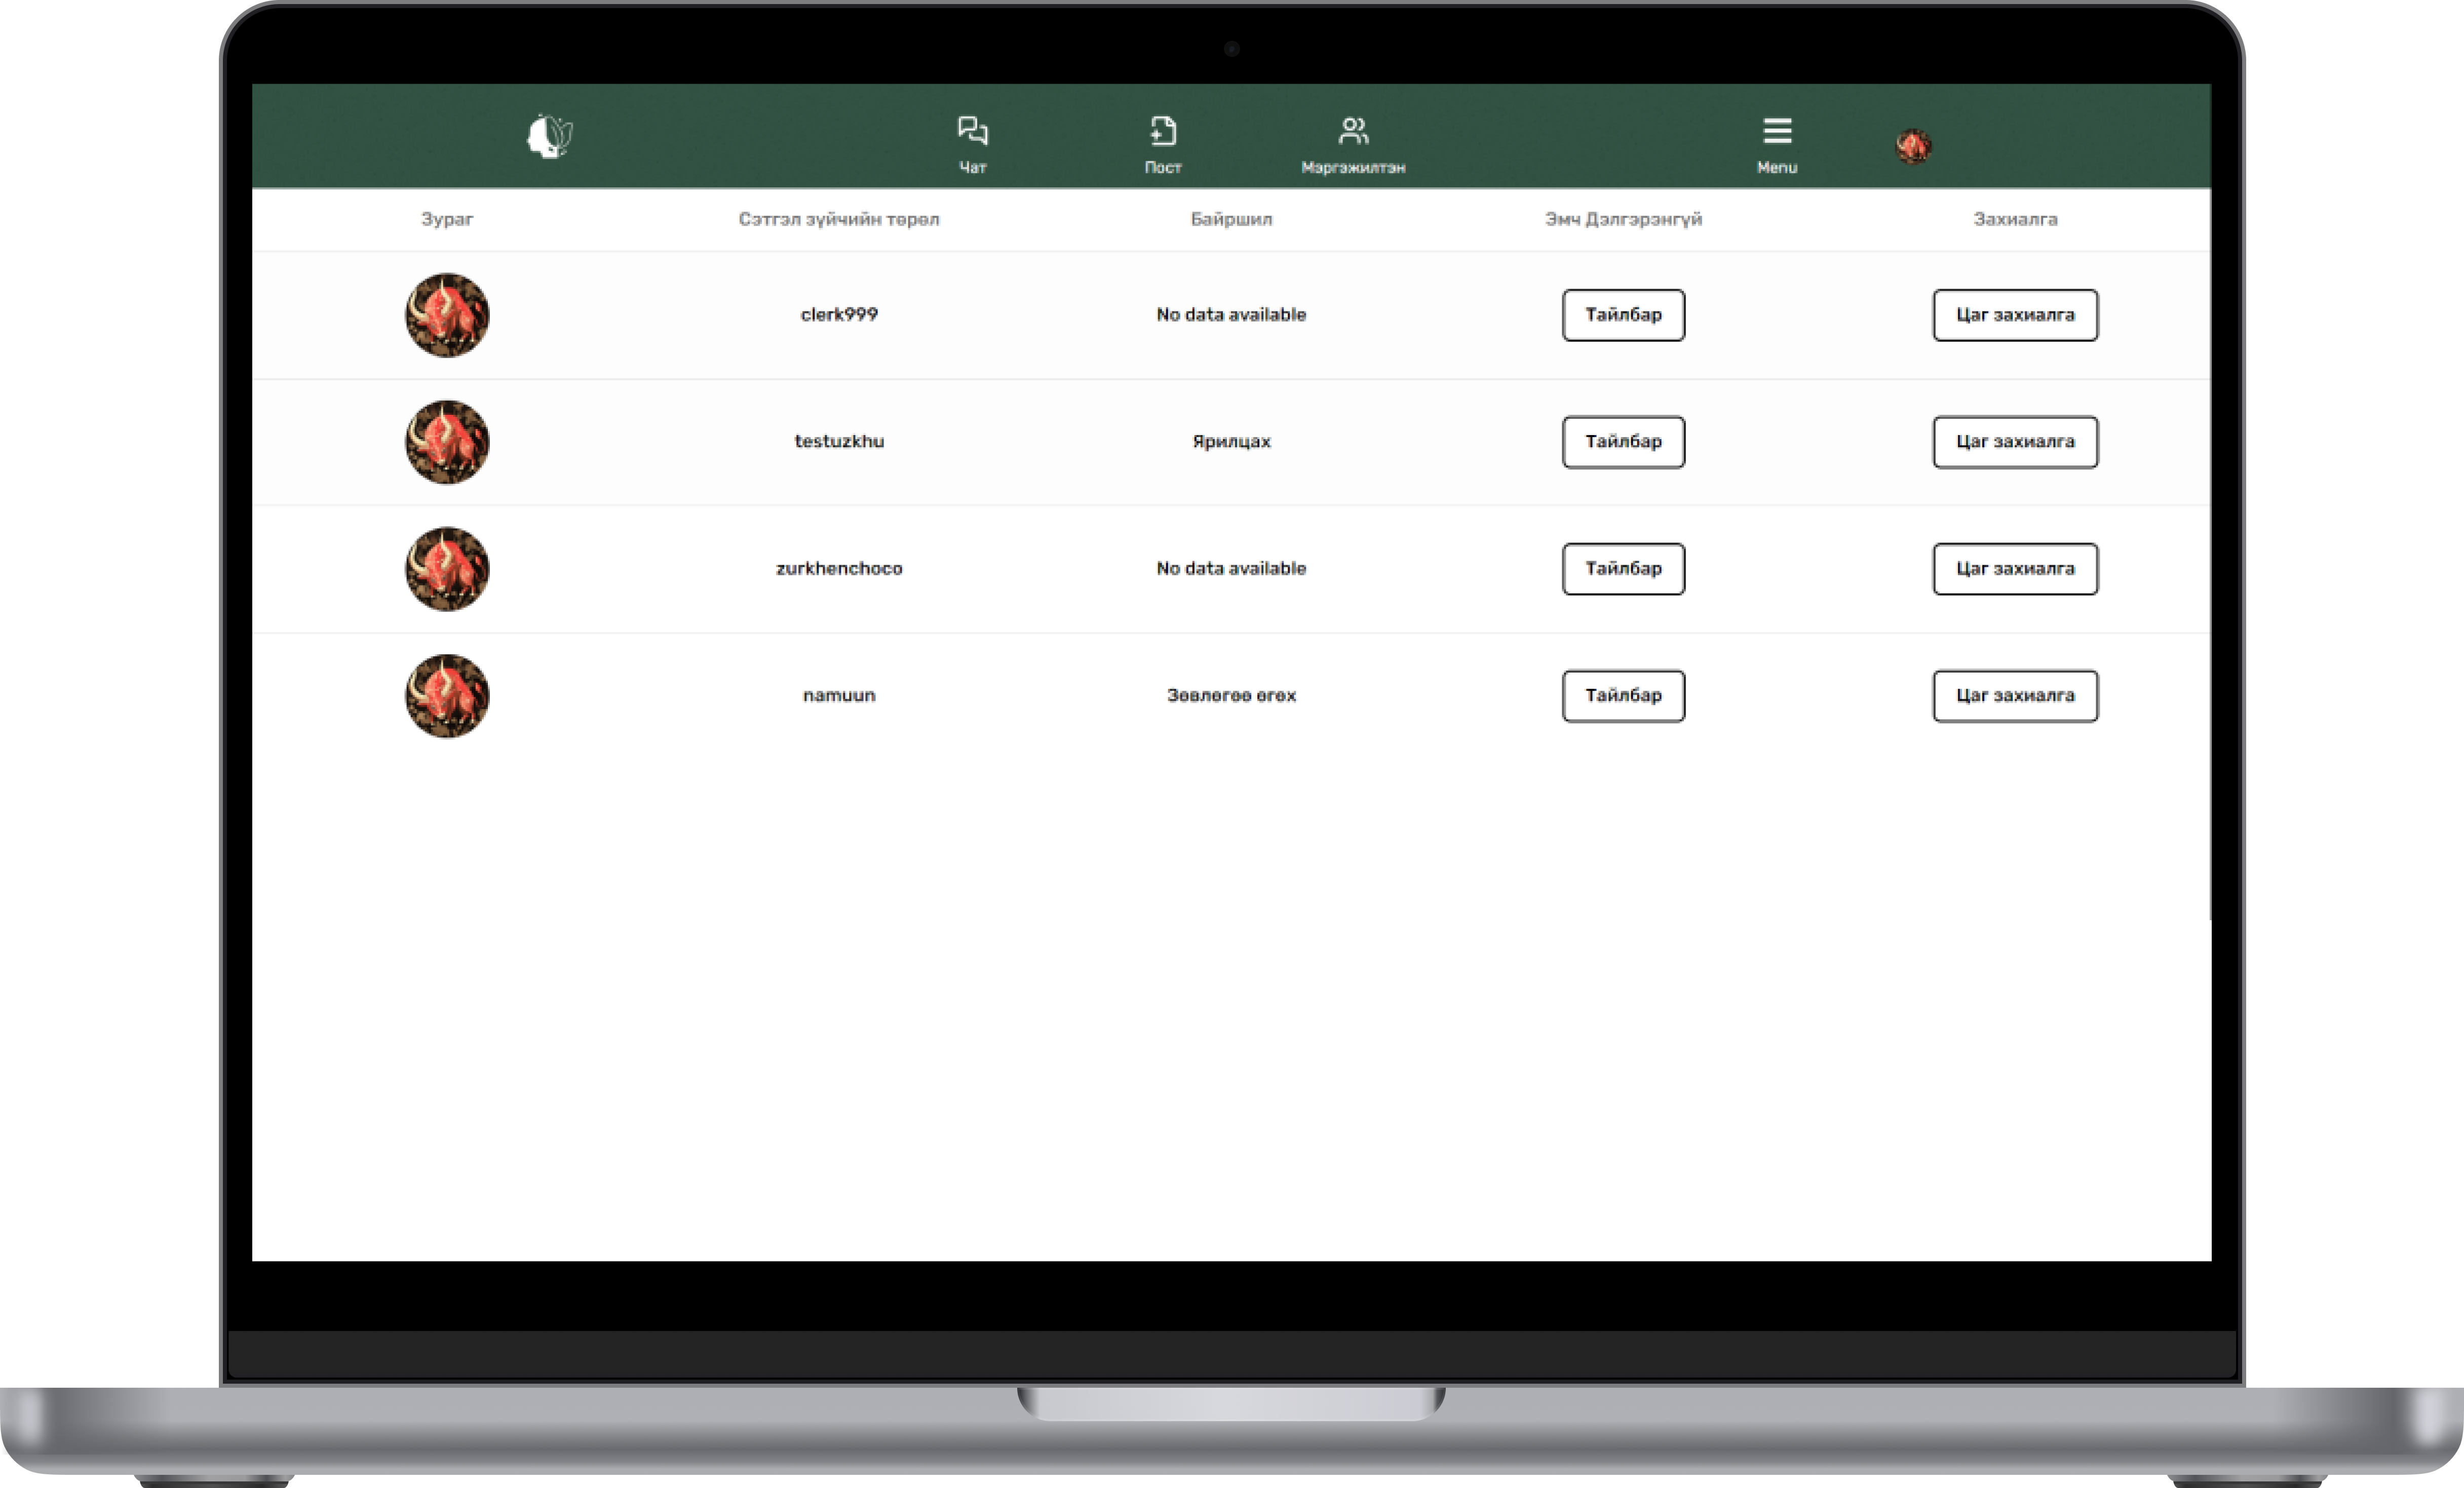 Чат Пост Мэргэжилтэн Menu
Зураг Сэтгэл зүйчийн төрөл Байршил Эмч Дэлгэрэнгүй Захиалга
clerk999 No data available Тайлбар Цаг захиалга
testuzkhu Ярилцах Тайлбар Цаг захиалга
zurkhenchoco No data available Тайлбар Цаг захиалга
namuun Зөвлөгөө өгөх Тайлбар Цаг захиалга